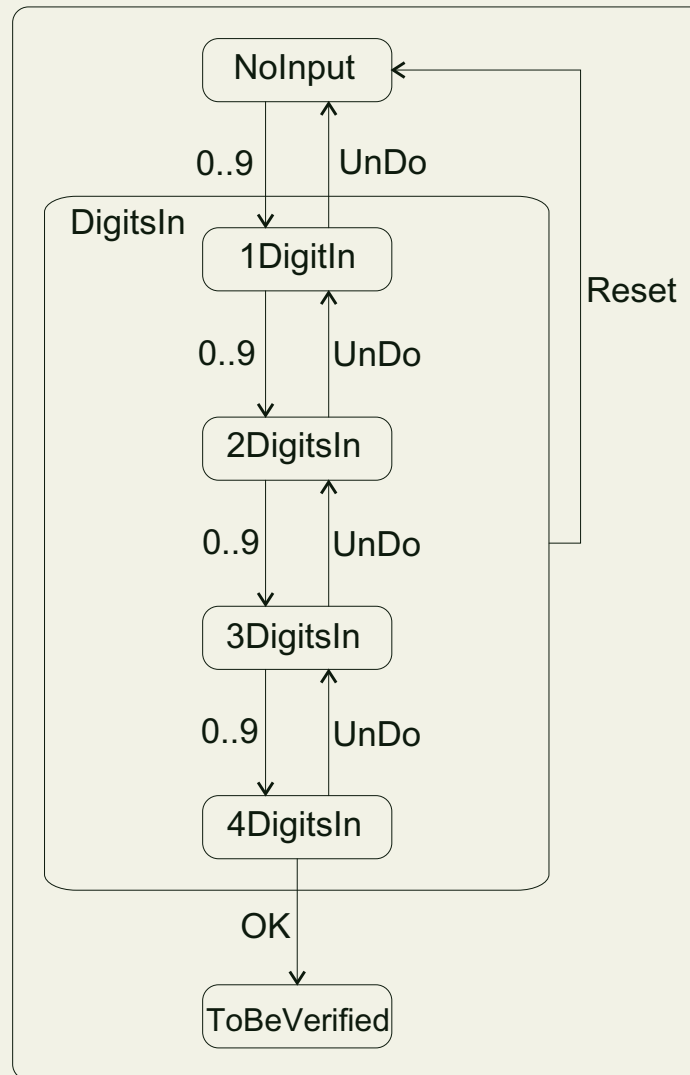 NoInput
0..9
UnDo
DigitsIn
1DigitIn
Reset
0..9
UnDo
2DigitsIn
0..9
UnDo
3DigitsIn
0..9
UnDo
4DigitsIn
OK
ToBeVerified